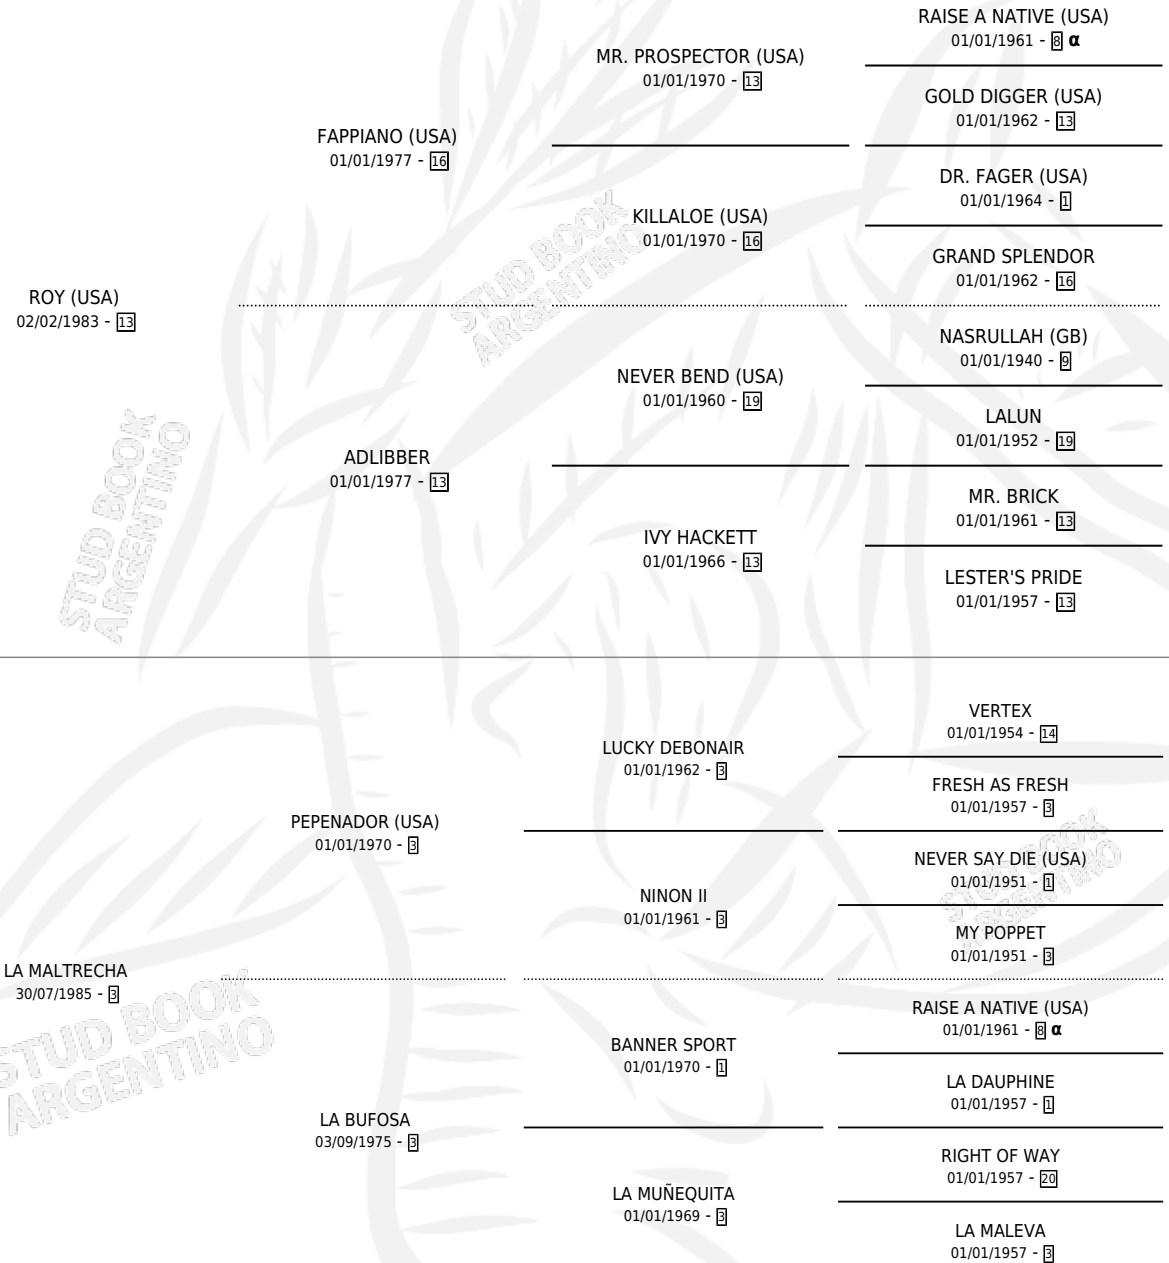 RAISE A NATIVE (USA)
01/01/1961 - 8 α
MR. PROSPECTOR (USA)
01/01/1970 - 13
GOLD DIGGER (USA)
01/01/1962 - 13
FAPPIANO (USA)
01/01/1977 - 16
DR. FAGER (USA)
01/01/1964 - 1
KILLALOE (USA)
01/01/1970 - 16
GRAND SPLENDOR
01/01/1962 - 16
ROY (USA)
02/02/1983 - 13
NASRULLAH (GB)
01/01/1940 - 9
NEVER BEND (USA)
01/01/1960 - 19
LALUN
01/01/1952 - 19
ADLIBBER
01/01/1977 - 13
MR. BRICK
01/01/1961 - 13
IVY HACKETT
01/01/1966 - 13
LESTER'S PRIDE
01/01/1957 - 13
VERTEX
01/01/1954 - 14
LUCKY DEBONAIR
01/01/1962 - 3
FRESH AS FRESH
01/01/1957 - 3
PEPENADOR (USA)
01/01/1970 - 3
NEVER SAY DIE (USA)
01/01/1951 - 1
NINON II
01/01/1961 - 3
MY POPPET
01/01/1951 - 3
LA MALTRECHA
30/07/1985 - 3
RAISE A NATIVE (USA)
01/01/1961 - 8 α
BANNER SPORT
01/01/1970 - 1
LA DAUPHINE
01/01/1957 - 1
LA BUFOSA
03/09/1975 - 3
RIGHT OF WAY
01/01/1957 - 20
LA MUÑEQUITA
01/01/1969 - 3
LA MALEVA
01/01/1957 - 3
STUD BOOK
ARGENTINO
STUD BOOK
ARGENTINO
STUD BOOK
ARGENTINO
STUD BOOK
ARGENTINO